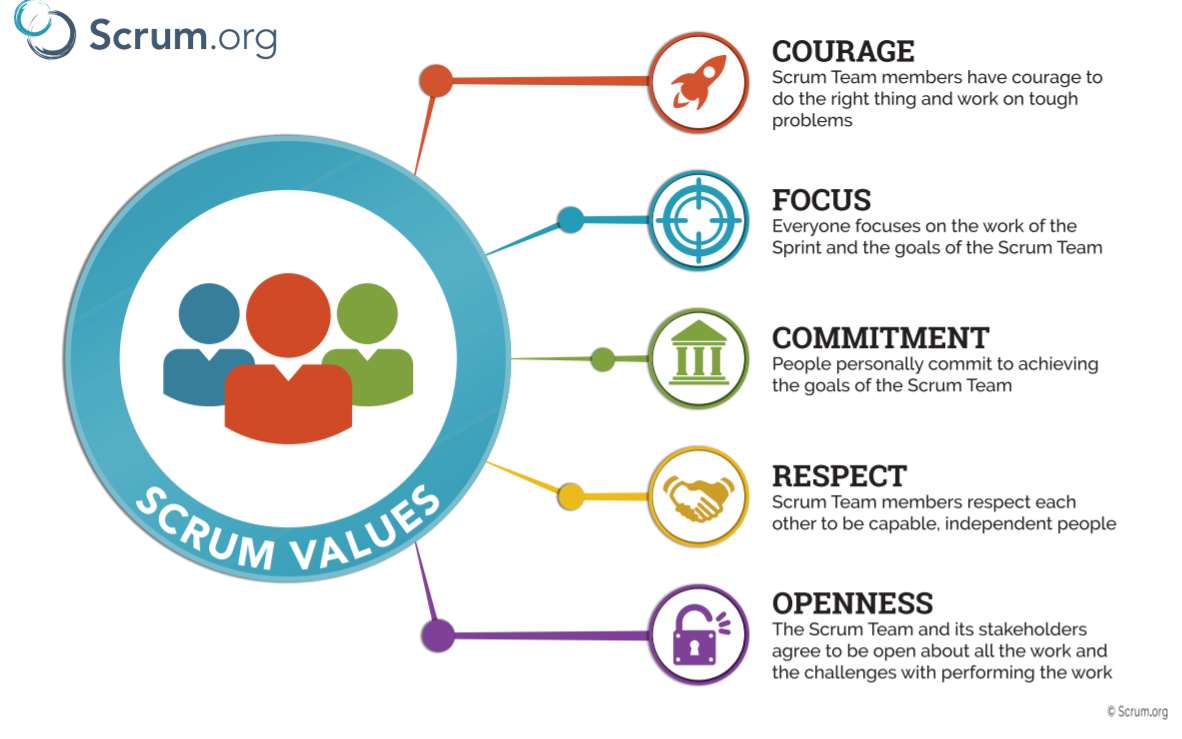 Scrum.org
SCRUM VALUES
COURAGE
Scrum Team members have courage to
do the right thing and work on tough
problems
FOCUS
Everyone focuses on the work of the
Sprint and the goals of the Scrum Team
COMMITMENT
People personally commit to achieving
the goals of the Scrum Team
RESPECT
Scrum Team members respect each
other to be capable, independent people
OPENNESS
The Scrum Team and its stakeholders
agree to be open about all the work and
the challenges with performing the work
© Scrum.org